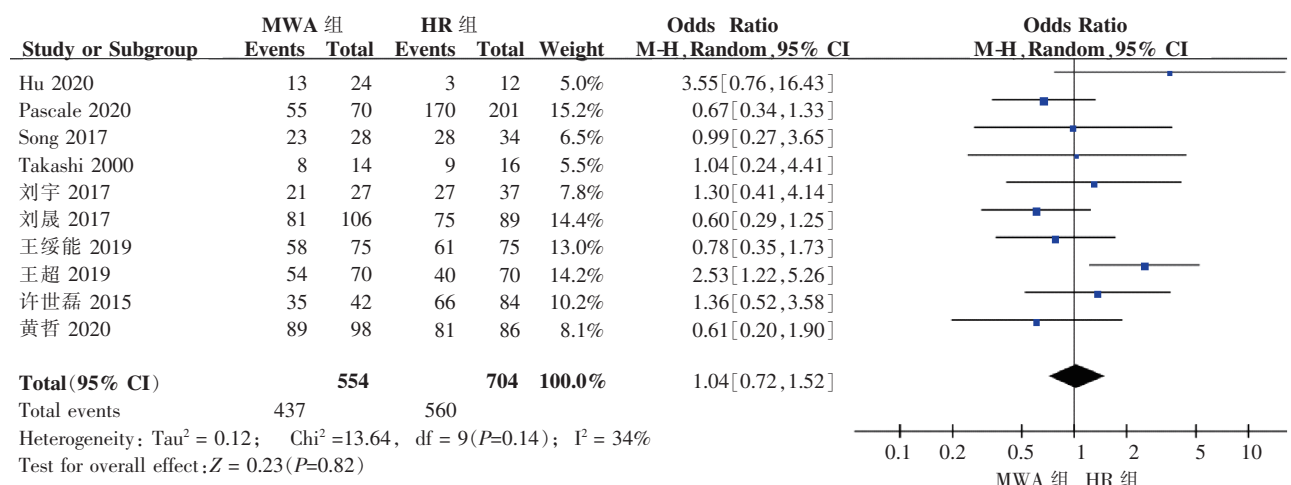 MWA 组 HR 组 Odds Ratio Odds Ratio
Study or Subgroup Events Total Events Total Weight M-H,Random,95% CI M-H,Random,95% CI
Hu 2020 13 24 3 12 5.0% 3.55[0.76,16.43]
Pascale 2020 55 70 170 201 15.2% 0.67[0.34,1.33]
Song 2017 23 28 28 34 6.5% 0.99[0.27,3.65]
Takashi 2000 8 14 9 16 5.5% 1.04[0.24,4.41]
刘宇 2017 21 27 27 37 7.8% 1.30[0.41,4.14]
刘晟 2017 81 106 75 89 14.4% 0.60[0.29,1.25]
王绥能 2019 58 75 61 75 13.0% 0.78[0.35,1.73]
王超 2019 54 70 40 70 14.2% 2.53[1.22,5.26]
许世磊 2015 35 42 66 84 10.2% 1.36[0.52,3.58]
黄哲 2020 89 98 81 86 8.1% 0.61[0.20,1.90]
Total(95% CI) 554 704 100.0% 1.04[0.72,1.52]
Total events 437 560
Heterogeneity: Tau² = 0.12; Chi² =13.64, df = 9(P=0.14); I² = 34%
Test for overall effect:Z = 0.23(P=0.82)
0.1 0.2 0.5 1 2 5 10
MWA 组 HR 组